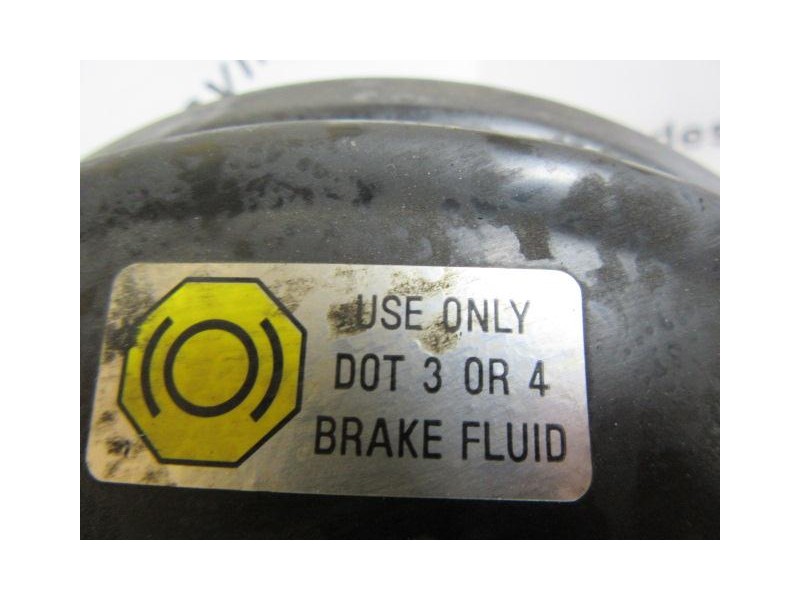 USE ONLY
DOT 3 OR 4
BRAKE FLUID